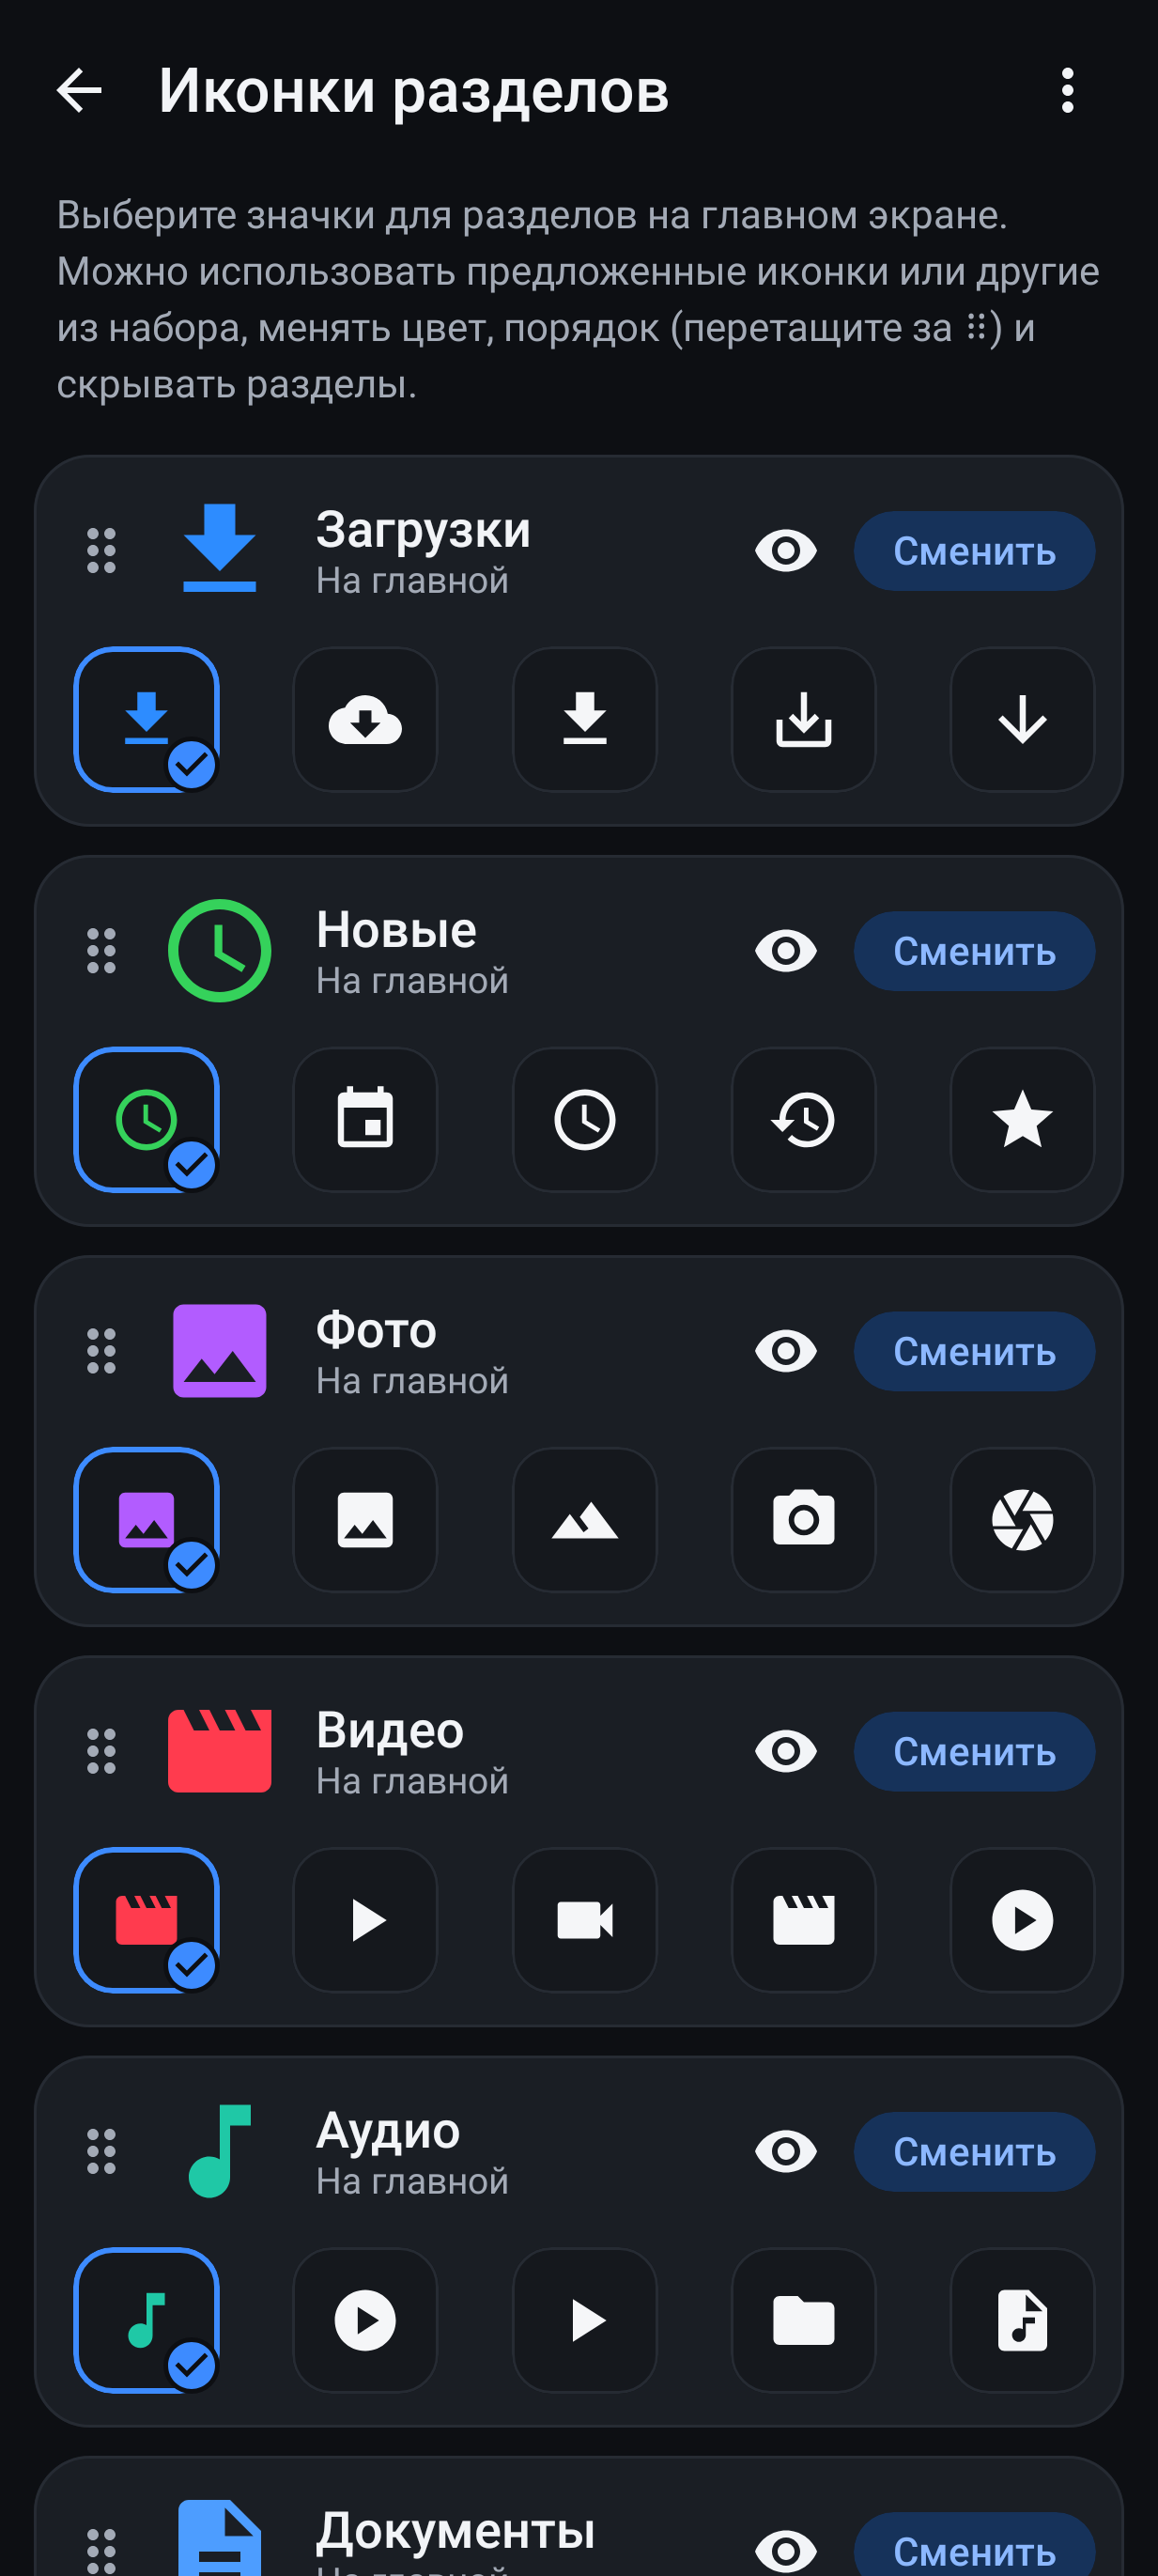 Иконки разделов
Выберите значки для разделов на главном экране.
Можно использовать предложенные иконки или другие
из набора, менять цвет, порядок (перетащите за ⠿) и
скрывать разделы.
Загрузки
На главной
Сменить
Новые
На главной
Сменить
Фото
На главной
Сменить
Видео
На главной
Сменить
Аудио
На главной
Сменить
Документы
Сменить